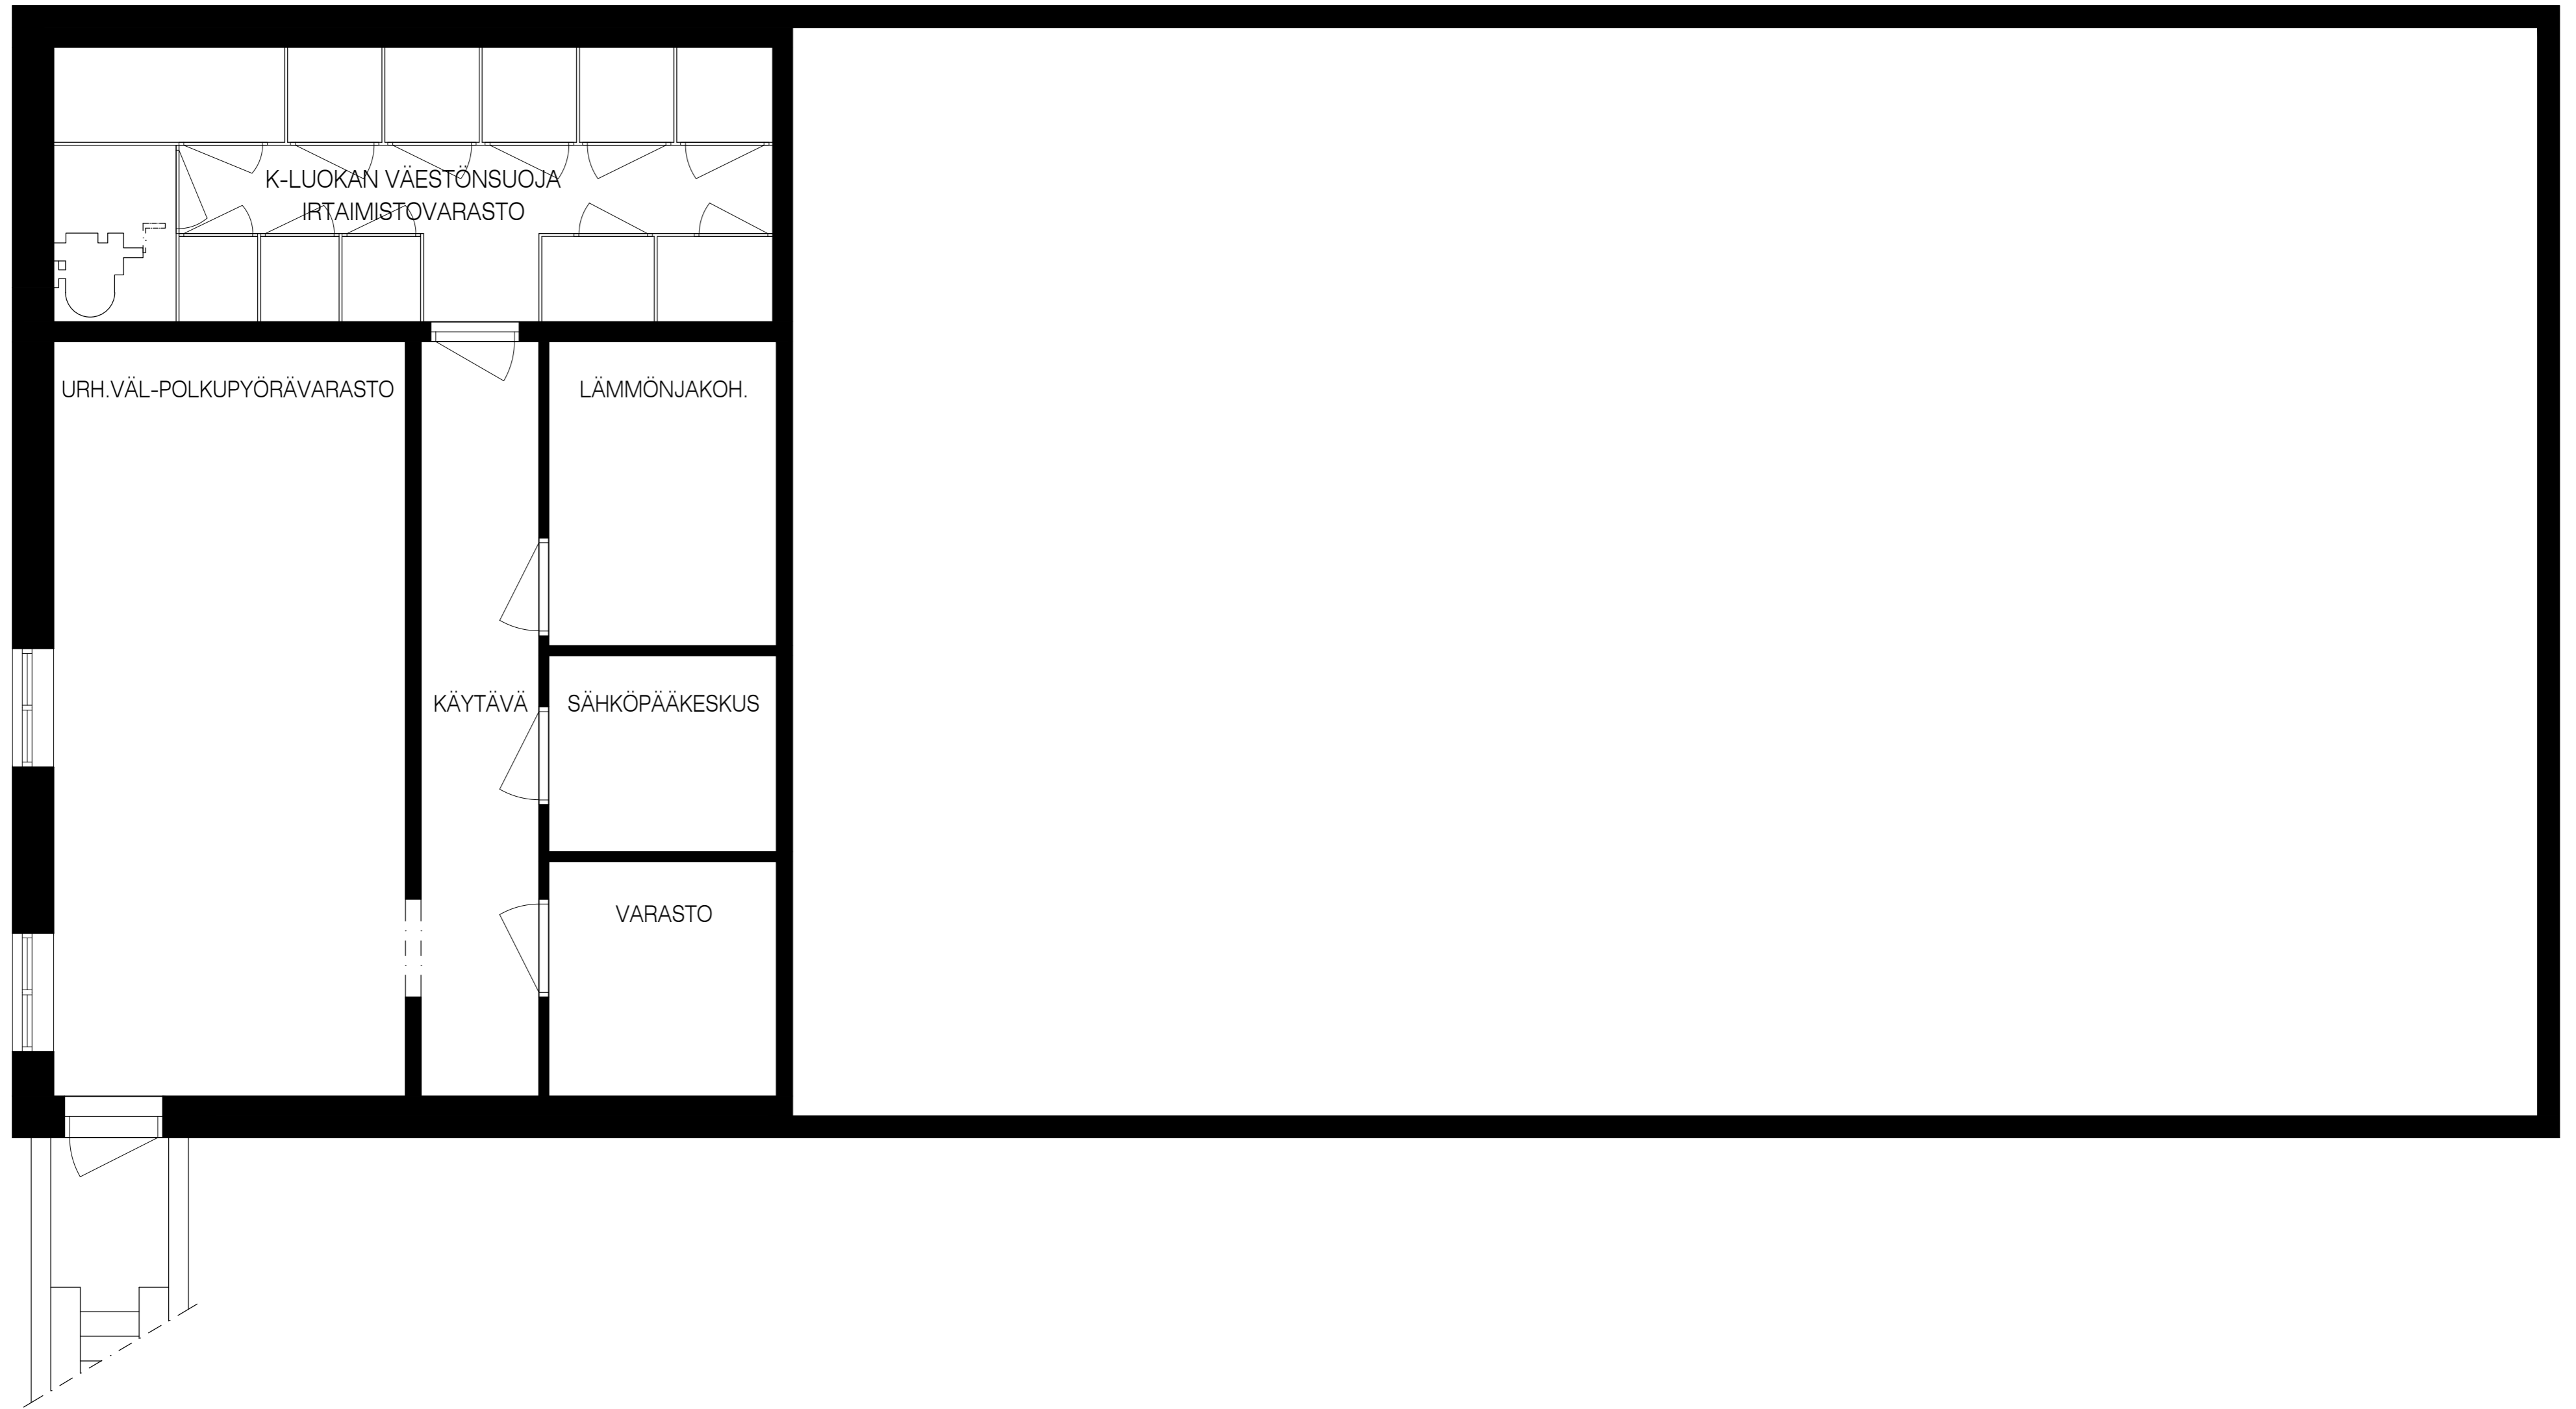 K-LUOKAN VÄESTÖNSUOJA
IRTAIMISTOVARASTO
URH.VÄL-POLKUPYÖRÄVARASTO
LÄMMÖNJAKOH.
KÄYTÄVÄ
SÄHKÖPÄÄKESKUS
VARASTO